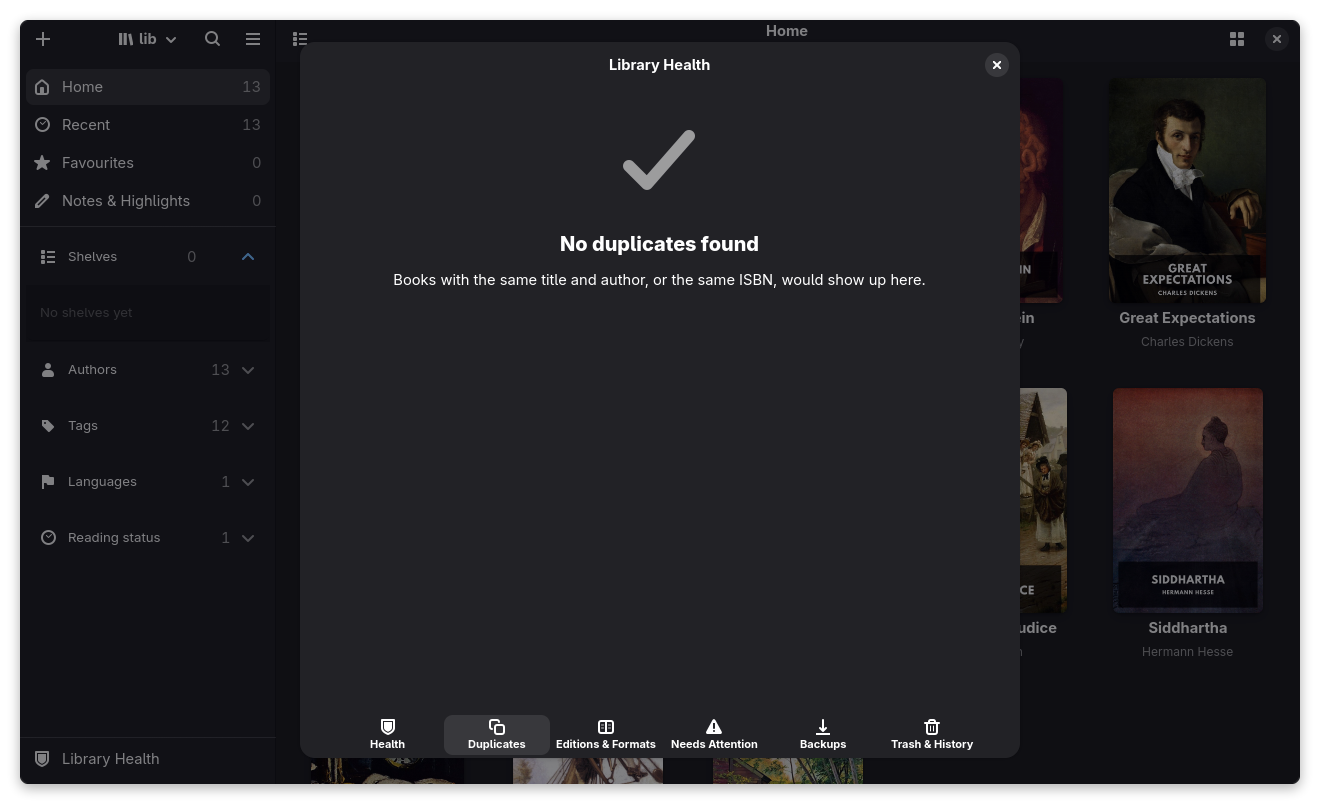 lib
Home
Home 13
Recent 13
Favourites 0
Notes & Highlights 0
Shelves 0
No shelves yet
Authors 13
Tags 12
Languages 1
Reading status 1
Library Health
Library Health
No duplicates found
Books with the same title and author, or the same ISBN, would show up here.
Health
Duplicates
Editions & Formats
Needs Attention
Backups
Trash & History
GREAT
EXPECTATIONS
CHARLES DICKENS
Great Expectations
Charles Dickens
SIDDHARTHA
HERMANN HESSE
Siddhartha
Hermann Hesse